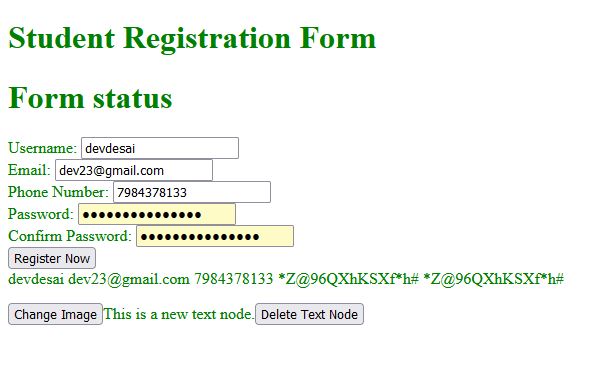 Student Registration Form
Form status
Username: devdesai
Email: dev23@gmail.com
Phone Number: 7984378133
Password: ●●●●●●●●●●●●●●●
Confirm Password: ●●●●●●●●●●●●●●●
Register Now
devdesai dev23@gmail.com 7984378133 *Z@96QXhKSXf*h# *Z@96QXhKSXf*h#
Change Image This is a new text node. Delete Text Node